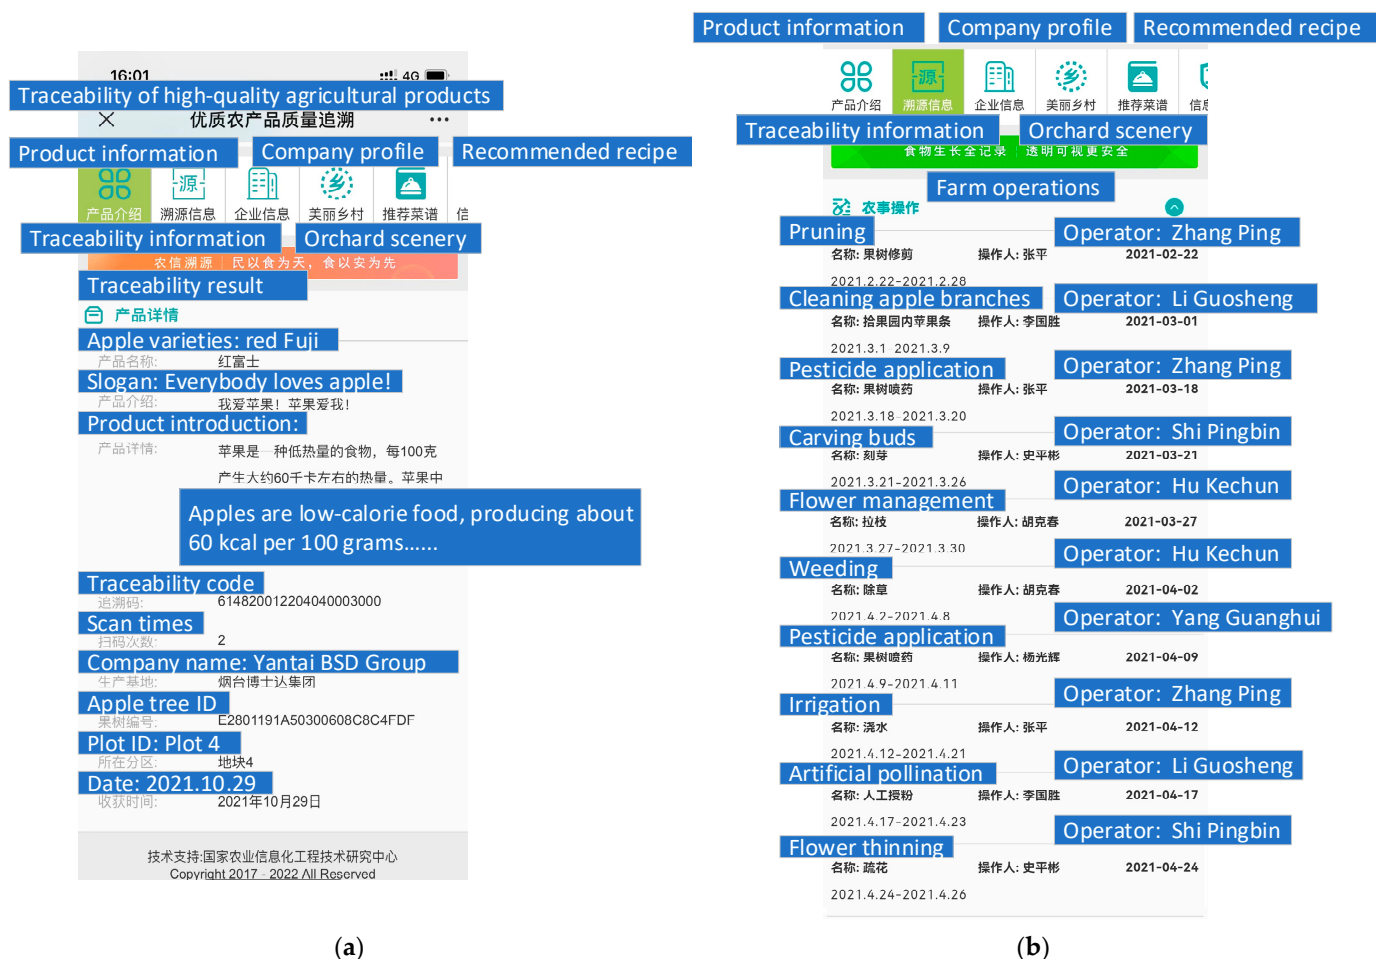 16:01
4G
Traceability of high-quality agricultural products
优质农产品质量追溯
Product information
Company profile
Recommended recipe
产品介绍
溯源信息
企业信息
美丽乡村
推荐菜谱
信
Traceability information
Orchard scenery
农信溯源 | 民以食为天，食以安为先
Traceability result
产品详情
Apple varieties: red Fuji
产品名称: 红富士
Slogan: Everybody loves apple!
产品介绍: 我爱苹果！苹果爱我！
Product introduction:
产品详情: 苹果是一种低热量的食物，每100克
产生大约60千卡左右的热量。苹果中
Apples are low-calorie food, producing about
60 kcal per 100 grams......
Traceability code
追溯码: 614820012204040003000
Scan times
扫码次数: 2
Company name: Yantai BSD Group
生产基地: 烟台博士达集团
Apple tree ID
果树编号: E2801191A50300608C8C4FDF
Plot ID: Plot 4
所在分区: 地块4
Date: 2021.10.29
收获时间: 2021年10月29日
技术支持:国家农业信息化工程技术研究中心
Copyright 2017 - 2022 All Reserved
(a)
Product information
Company profile
Recommended recipe
产品介绍
溯源信息
企业信息
美丽乡村
推荐菜谱
信息
Traceability information
Orchard scenery
食物生长全记录 | 透明可视更安全
Farm operations
农事操作
Pruning
Operator: Zhang Ping
名称: 果树修剪 操作人: 张平 2021-02-22
2021.2.22-2021.2.28
Cleaning apple branches
Operator: Li Guosheng
名称: 拾果园内苹果条 操作人: 李国胜 2021-03-01
2021.3.1-2021.3.9
Pesticide application
Operator: Zhang Ping
名称: 果树喷药 操作人: 张平 2021-03-18
2021.3.18-2021.3.20
Carving buds
Operator: Shi Pingbin
名称: 刻芽 操作人: 史平彬 2021-03-21
2021.3.21-2021.3.26
Flower management
Operator: Hu Kechun
名称: 拉枝 操作人: 胡克春 2021-03-27
2021.3.27-2021.3.30
Weeding
Operator: Hu Kechun
名称: 除草 操作人: 胡克春 2021-04-02
2021.4.2-2021.4.8
Pesticide application
Operator: Yang Guanghui
名称: 果树喷药 操作人: 杨光辉 2021-04-09
2021.4.9-2021.4.11
Irrigation
Operator: Zhang Ping
名称: 浇水 操作人: 张平 2021-04-12
2021.4.12-2021.4.21
Artificial pollination
Operator: Li Guosheng
名称: 人工授粉 操作人: 李国胜 2021-04-17
2021.4.17-2021.4.23
Flower thinning
Operator: Shi Pingbin
名称: 疏花 操作人: 史平彬 2021-04-24
2021.4.24-2021.4.26
(b)